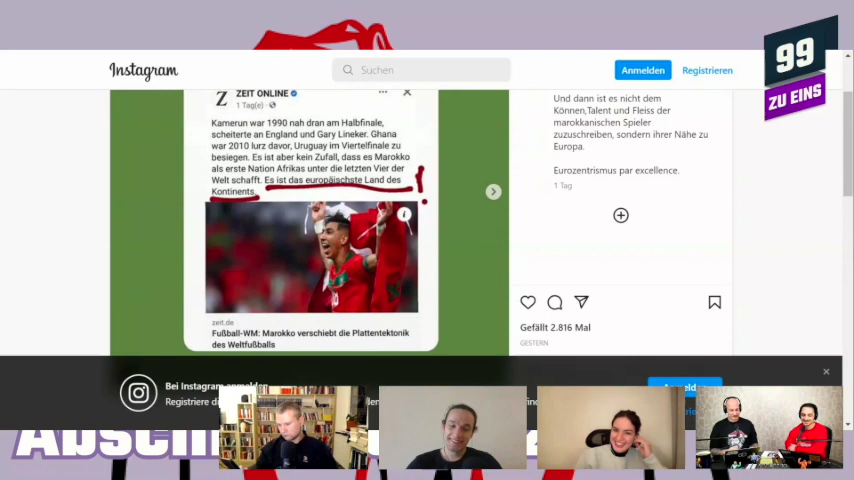 Instagram
Suchen
Anmelden
Registrieren
99
ZU EINS
ZEIT ONLINE
1 Tag(e)
Kamerun war 1990 nah dran am Halbfinale,
scheiterte an England und Gary Lineker. Ghana
war 2010 kurz davor, Uruguay im Viertelfinale zu
besiegen. Es ist aber kein Zufall, dass es Marokko
als erste Nation Afrikas unter die letzten Vier der
Welt schafft. Es ist das europäischste Land des
Kontinents.
zeit.de
Fußball-WM: Marokko verschiebt die Plattentektonik
des Weltfußballs
Und dann ist es nicht dem
Können,Talent und Fleiss der
marokkanischen Spieler
zuzuschreiben, sondern ihrer Nähe zu
Europa.
Eurozentrismus par excellence.
1 Tag
Gefällt 2.816 Mal
GESTERN
Bei Instagram anmelden
Registriere